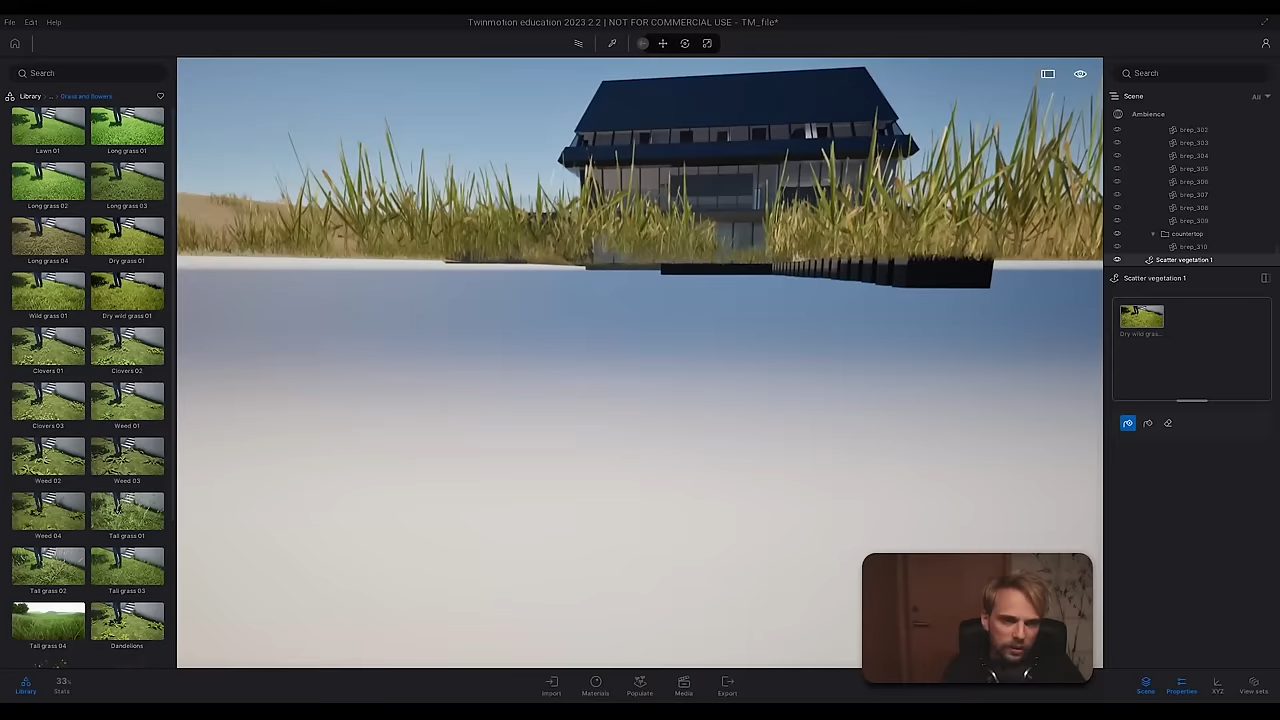 File Edit Help
Twinmotion education 2023 2.2 | NOT FOR COMMERCIAL USE - TM_file*
Search
Library > ... > Grass and flowers
Lawn 01
Long grass 01
Long grass 02
Long grass 03
Long grass 04
Dry grass 01
Wild grass 01
Dry wild grass 01
Clovers 01
Clovers 02
Clovers 03
Weed 01
Weed 02
Weed 03
Weed 04
Tall grass 01
Tall grass 02
Tall grass 03
Tall grass 04
Dandelions
Library
33%
Stats
Import
Materials
Populate
Media
Export
Search
Scene
All
Ambience
brep_302
brep_303
brep_304
brep_305
brep_306
brep_307
brep_308
brep_309
countertop
brep_310
Scatter vegetation 1
Scatter vegetation 1
Dry wild gras...
Scene
Properties
XYZ
View sets